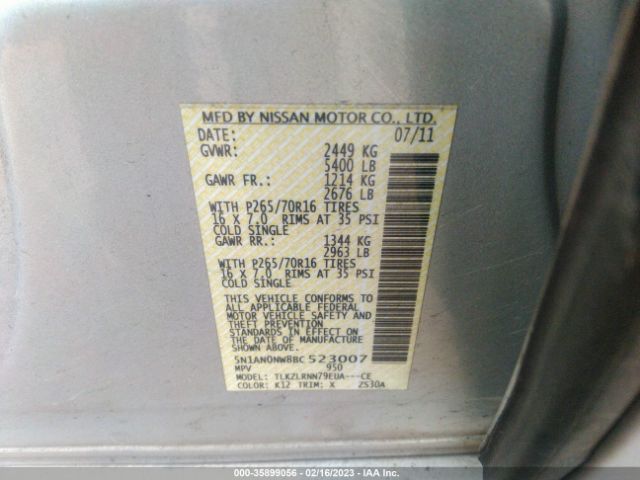 MFD BY NISSAN MOTOR CO., LTD.
DATE: 07/11
GVWR: 2449 KG
5400 LB
GAWR FR.: 1214 KG
2676 LB
WITH P265/70R16 TIRES
16 X 7.0 RIMS AT 35 PSI
COLD SINGLE
GAWR RR.: 1344 KG
2963 LB
WITH P265/70R16 TIRES
16 X 7.0 RIMS AT 35 PSI
COLD SINGLE
THIS VEHICLE CONFORMS TO
ALL APPLICABLE FEDERAL
MOTOR VEHICLE SAFETY AND
THEFT PREVENTION
STANDARDS IN EFFECT ON
THE DATE OF MANUFACTURE
SHOWN ABOVE.
5N1AN0NW8BC523007
MPV 950
MODEL: TLKZLRNN79EUA---CE
COLOR: K12 TRIM: X ZS30A
000-35899056 - 02/16/2023 - IAA Inc.